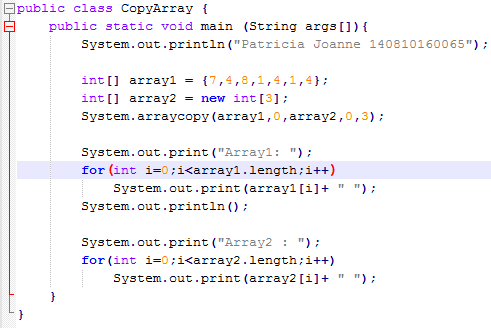 public class CopyArray {
public static void main (String args[]){
System.out.println("Patricia Joanne 140810160065");
int[] array1 = {7,4,8,1,4,1,4};
int[] array2 = new int[3];
System.arraycopy(array1,0,array2,0,3);
System.out.print("Array1: ");
for(int i=0;i<array1.length;i++)
System.out.print(array1[i]+ " ");
System.out.println();
System.out.print("Array2 : ");
for(int i=0;i<array2.length;i++)
System.out.print(array2[i]+ " ");
}
}